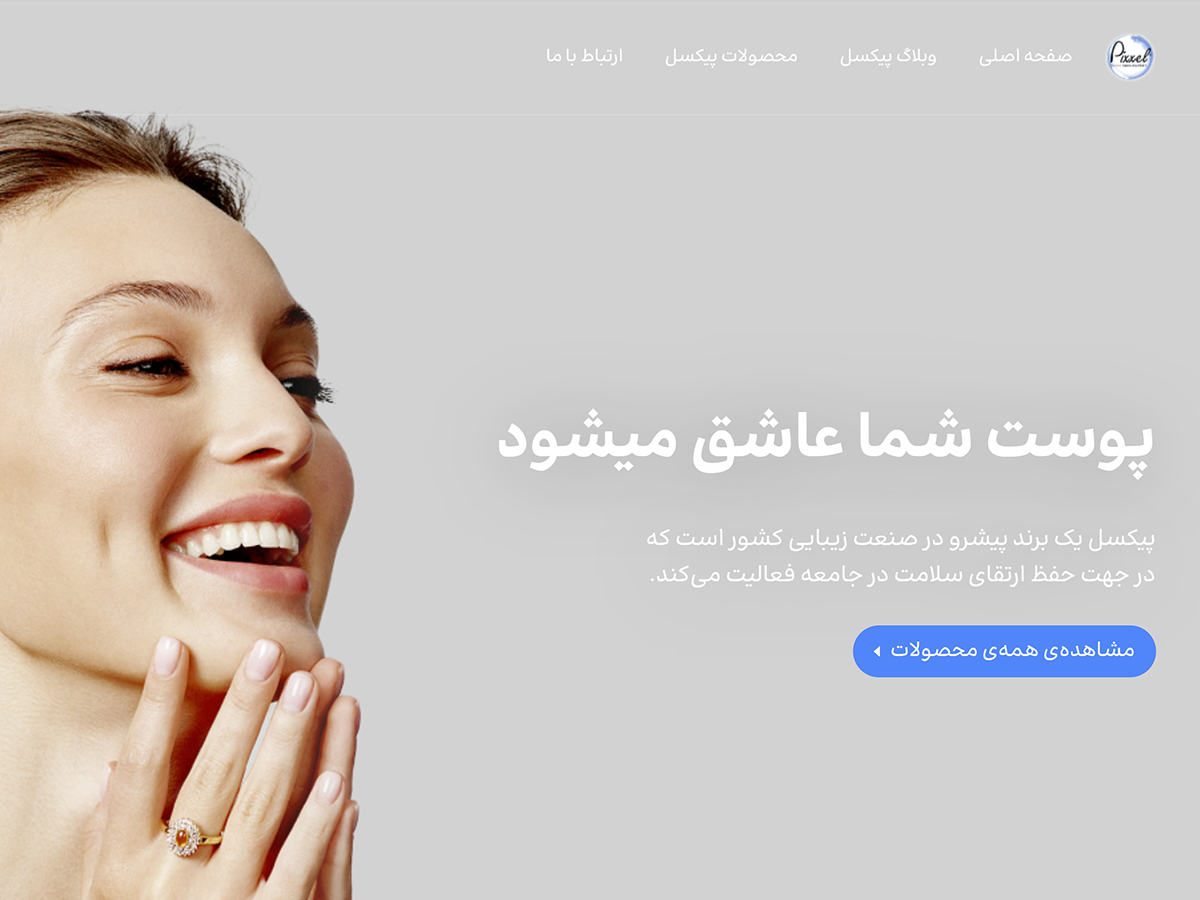 Pixxel
صفحه اصلی
وبلاگ پیکسل
محصولات پیکسل
ارتباط با ما
پوست شما عاشق میشود
پیکسل یک برند پیشرو در صنعت زیبایی کشور است که
در جهت حفظ ارتقای سلامت در جامعه فعالیت می‌کند.
مشاهده‌ی همه‌ی محصولات